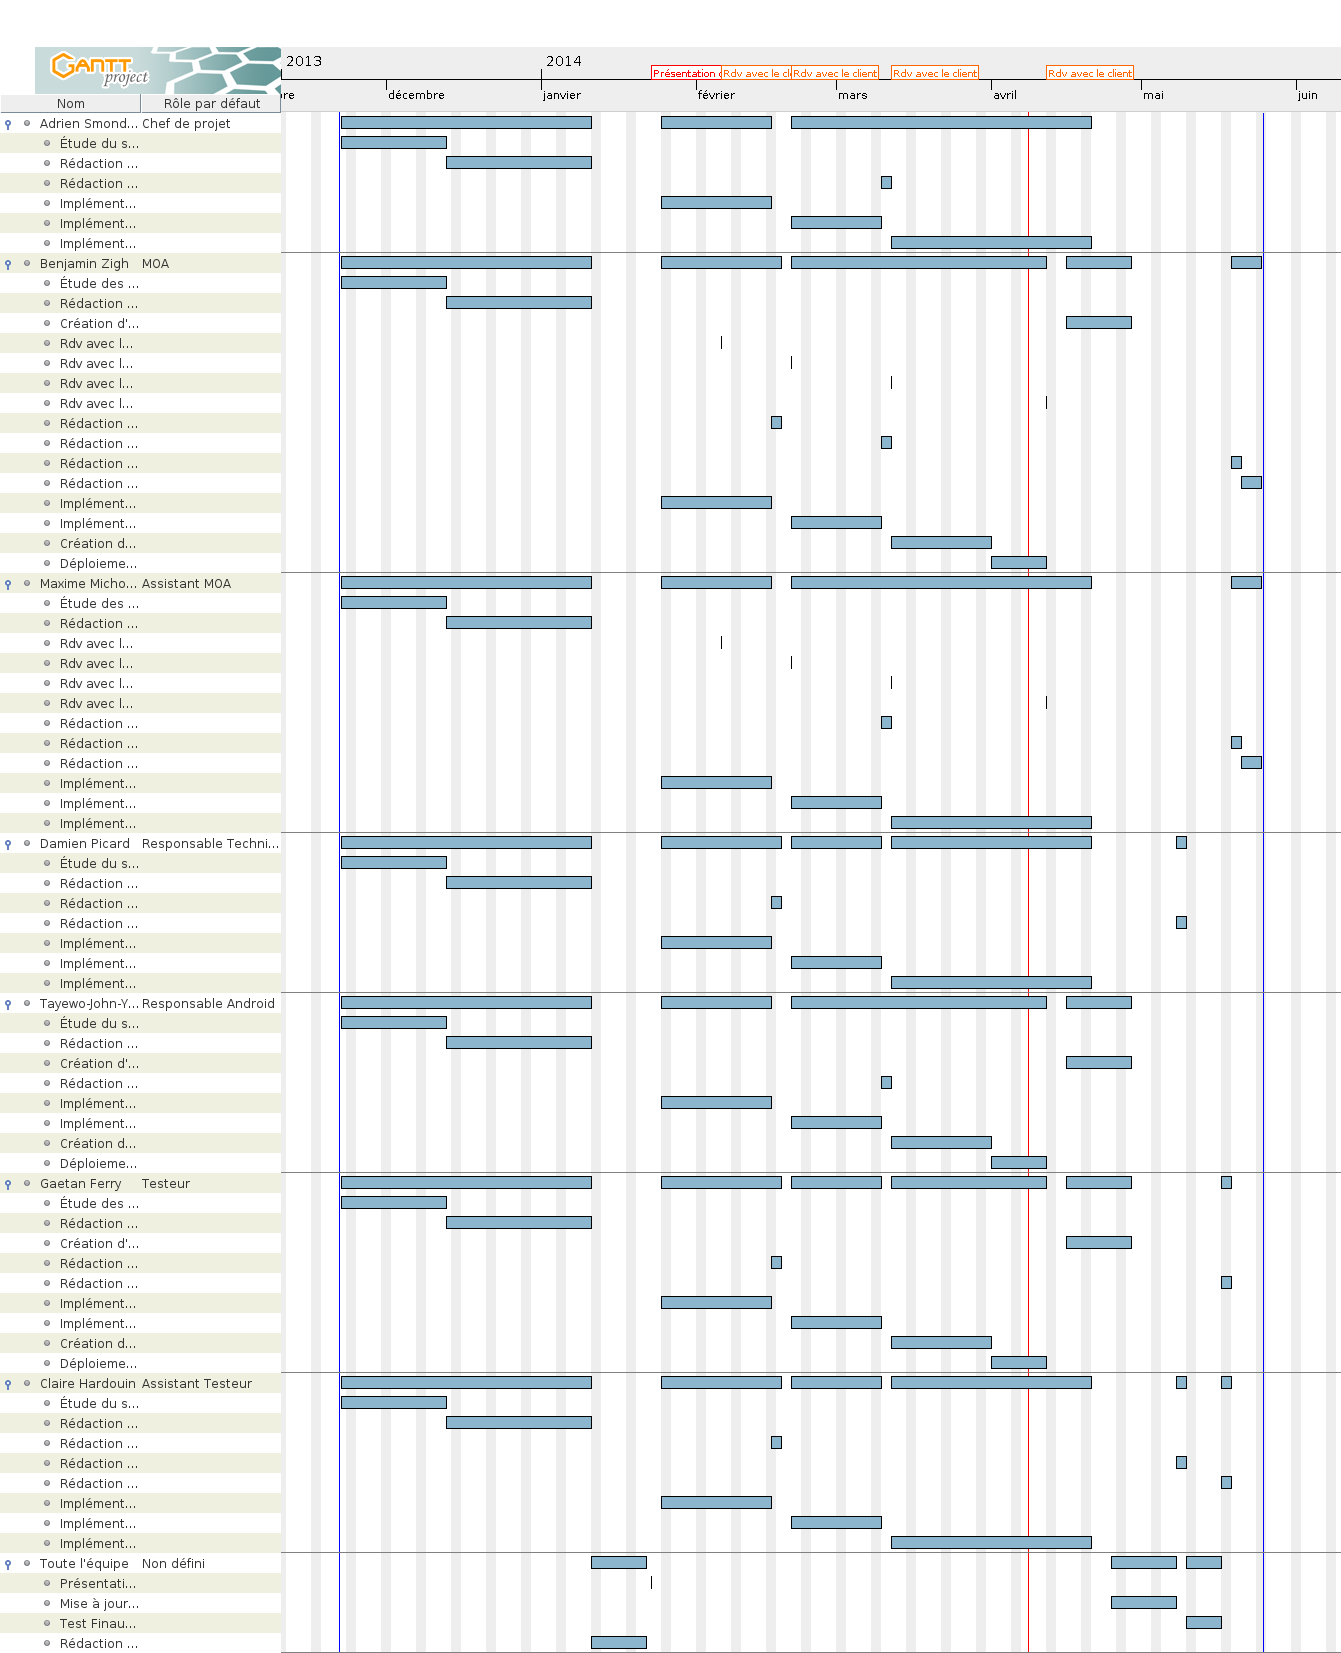 GANTT
project
2013
2014
Présentation Rdv avec le cl Rdv avec le client Rdv avec le client Rdv avec le client
re décembre janvier février mars avril mai juin
Nom Rôle par défaut
Adrien Smond... Chef de projet
Étude du s...
Rédaction ...
Rédaction ...
Implément...
Implément...
Implément...
Benjamin Zigh MOA
Étude des ...
Rédaction ...
Création d'...
Rdv avec l...
Rdv avec l...
Rdv avec l...
Rdv avec l...
Rédaction ...
Rédaction ...
Rédaction ...
Rédaction ...
Implément...
Implément...
Création d...
Déploieme...
Maxime Micho... Assistant MOA
Étude des ...
Rédaction ...
Rdv avec l...
Rdv avec l...
Rdv avec l...
Rdv avec l...
Rédaction ...
Rédaction ...
Rédaction ...
Implément...
Implément...
Implément...
Damien Picard Responsable Techni...
Étude du s...
Rédaction ...
Rédaction ...
Rédaction ...
Implément...
Implément...
Implément...
Tayewo-John-Y... Responsable Android
Étude du s...
Rédaction ...
Création d'...
Rédaction ...
Implément...
Implément...
Création d...
Déploieme...
Gaetan Ferry Testeur
Étude des ...
Rédaction ...
Création d'...
Rédaction ...
Rédaction ...
Implément...
Implément...
Création d...
Déploieme...
Claire Hardouin Assistant Testeur
Étude du s...
Rédaction ...
Rédaction ...
Rédaction ...
Rédaction ...
Implément...
Implément...
Implément...
Toute l'équipe Non défini
Présentati...
Mise à jour...
Test Finau...
Rédaction ...